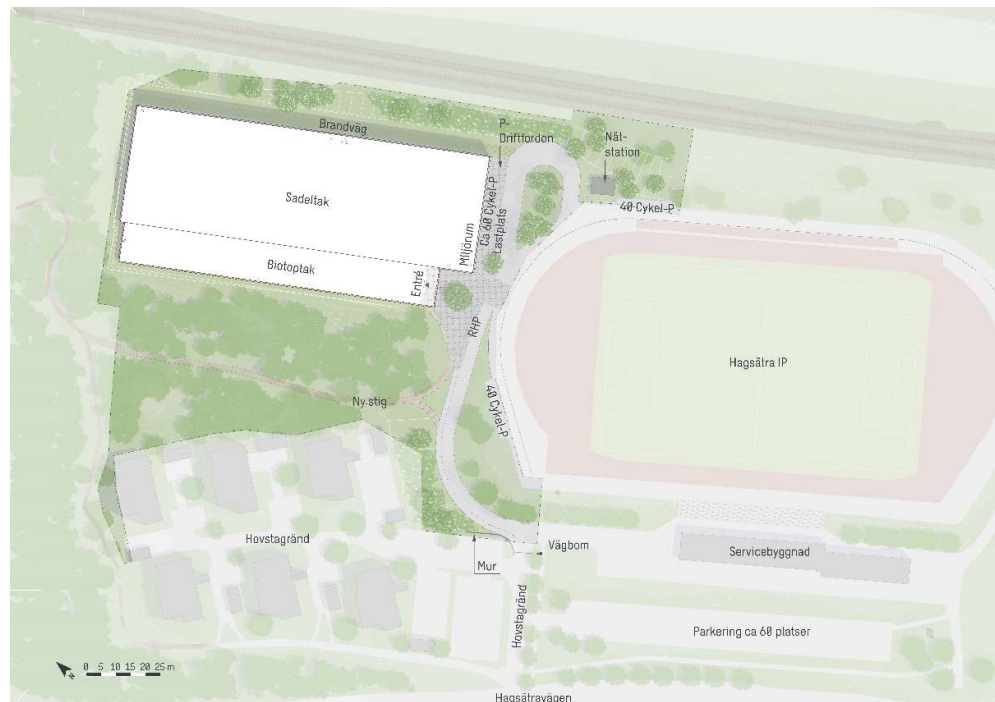 Brandväg
P-
Driftfordon
Nät-
station
Sadeltak
Ca 60 Cykel-P
Lastplats
Miljörum
40 Cykel-P
Biotoptak
Entré
RHP
Hagsätra IP
40 Cykel-P
Ny stig
Hovstagränd
Vägbom
Servicebyggnad
Mur
Hovstagränd
Parkering ca 60 platser
N
0 5 10 15 20 25 m
Hagsätravägen